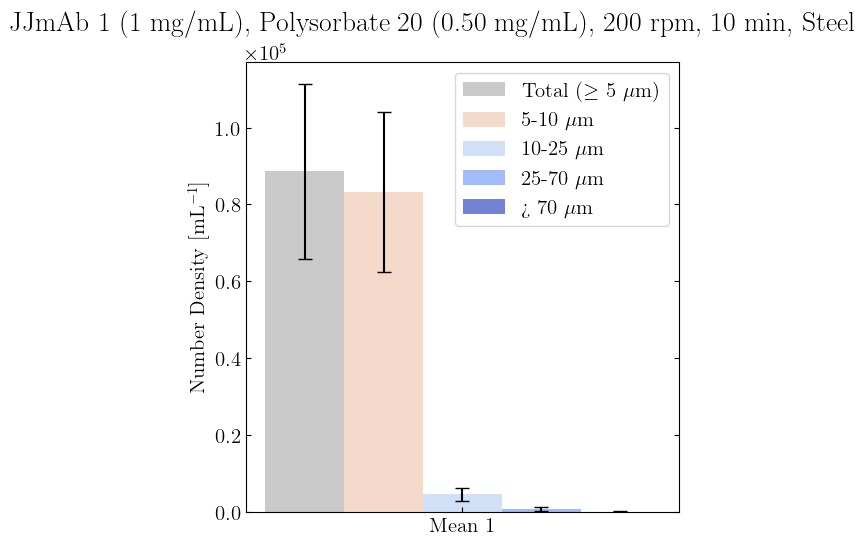 JJmAb 1 (1 mg/mL), Polysorbate 20 (0.50 mg/mL), 200 rpm, 10 min, Steel
×10⁵
Total (≥ 5 μm)
5-10 μm
10-25 μm
25-70 μm
> 70 μm
1.0
0.8
0.6
0.4
0.2
0.0
Number Density [mL⁻¹]
Mean 1